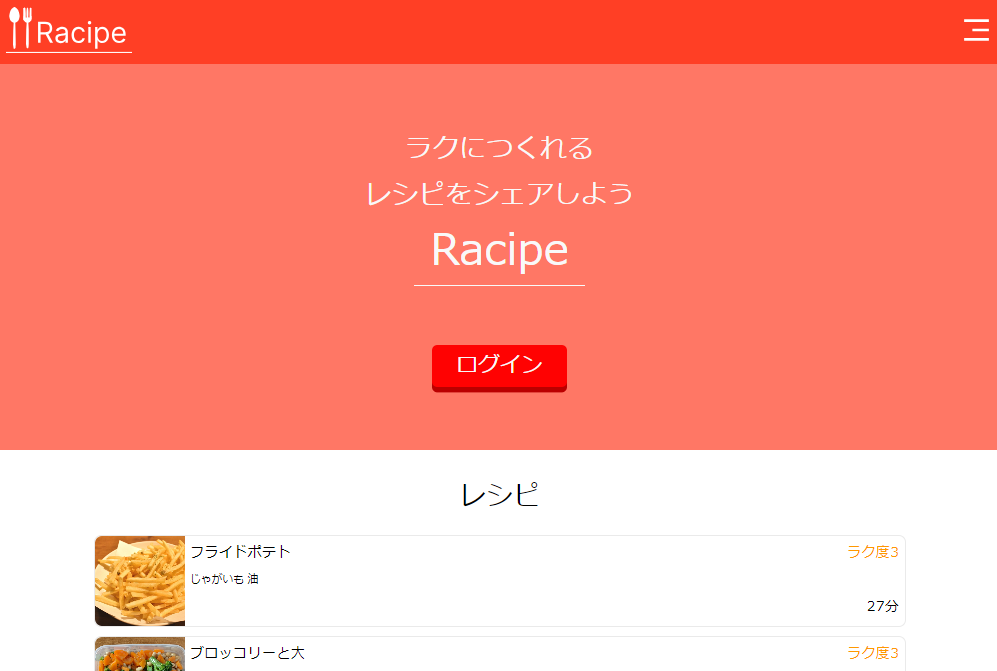 Racipe
ラクにつくれる
レシピをシェアしよう
Racipe
ログイン
レシピ
フライドポテト
ラク度3
じゃがいも 油
27分
ブロッコリーと大
ラク度3